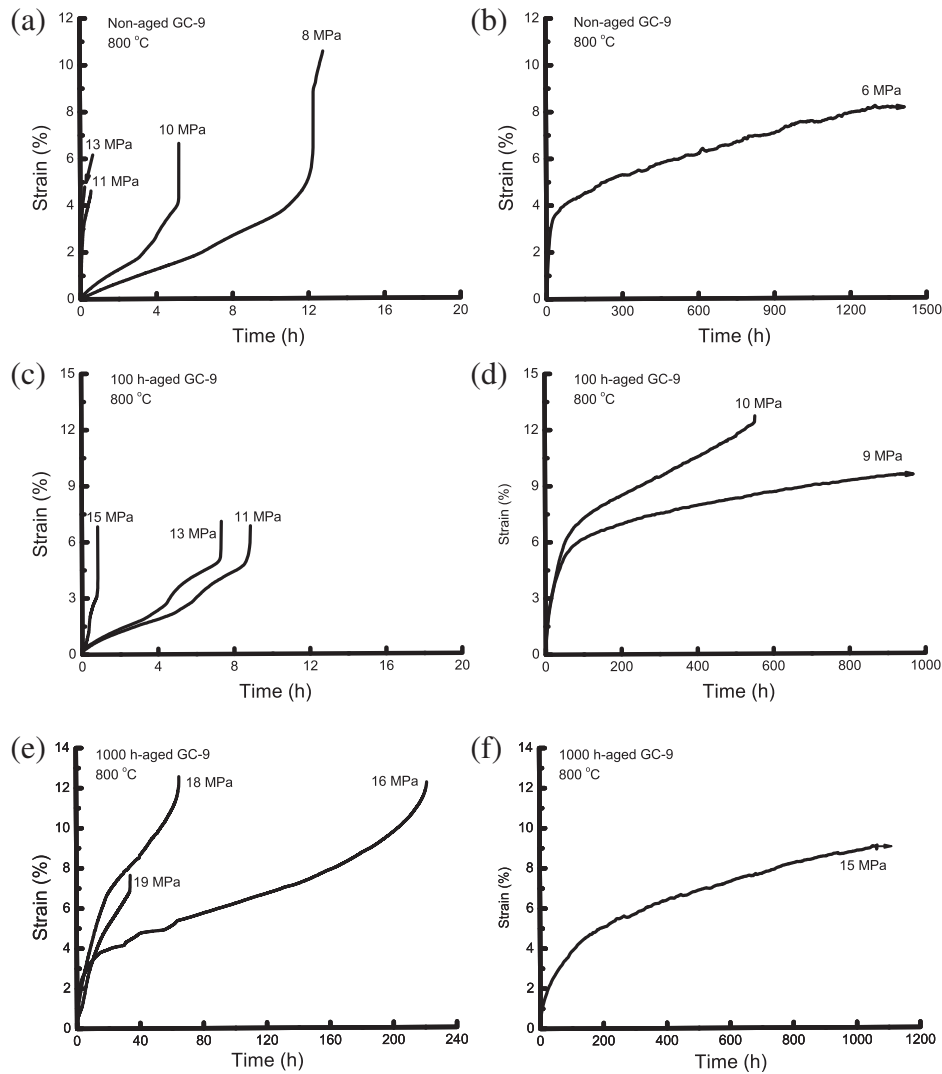 (a)
Non-aged GC-9
800 °C
8 MPa
10 MPa
13 MPa
11 MPa
Strain (%)
12
10
8
6
4
2
0
0 4 8 12 16 20
Time (h)
(b)
Non-aged GC-9
800 °C
6 MPa
Strain (%)
12
10
8
6
4
2
0
0 300 600 900 1200 1500
Time (h)
(c)
100 h-aged GC-9
800 °C
15 MPa
13 MPa
11 MPa
Strain (%)
15
12
9
6
3
0
0 4 8 12 16 20
Time (h)
(d)
100 h-aged GC-9
800 °C
10 MPa
9 MPa
Strain (%)
15
12
9
6
3
0
0 200 400 600 800 1000
Time (h)
(e)
1000 h-aged GC-9
800 °C
18 MPa
16 MPa
19 MPa
Strain (%)
14
12
10
8
6
4
2
0
0 40 80 120 160 200 240
Time (h)
(f)
1000 h-aged GC-9
800 °C
15 MPa
Strain (%)
14
12
10
8
6
4
2
0
0 200 400 600 800 1000 1200
Time (h)